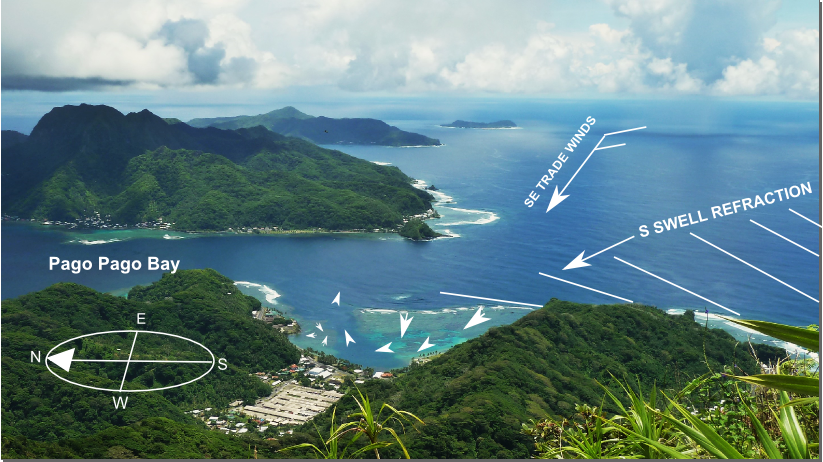 SE TRADE WINDS
S SWELL REFRACTION
Pago Pago Bay
E
N
S
W